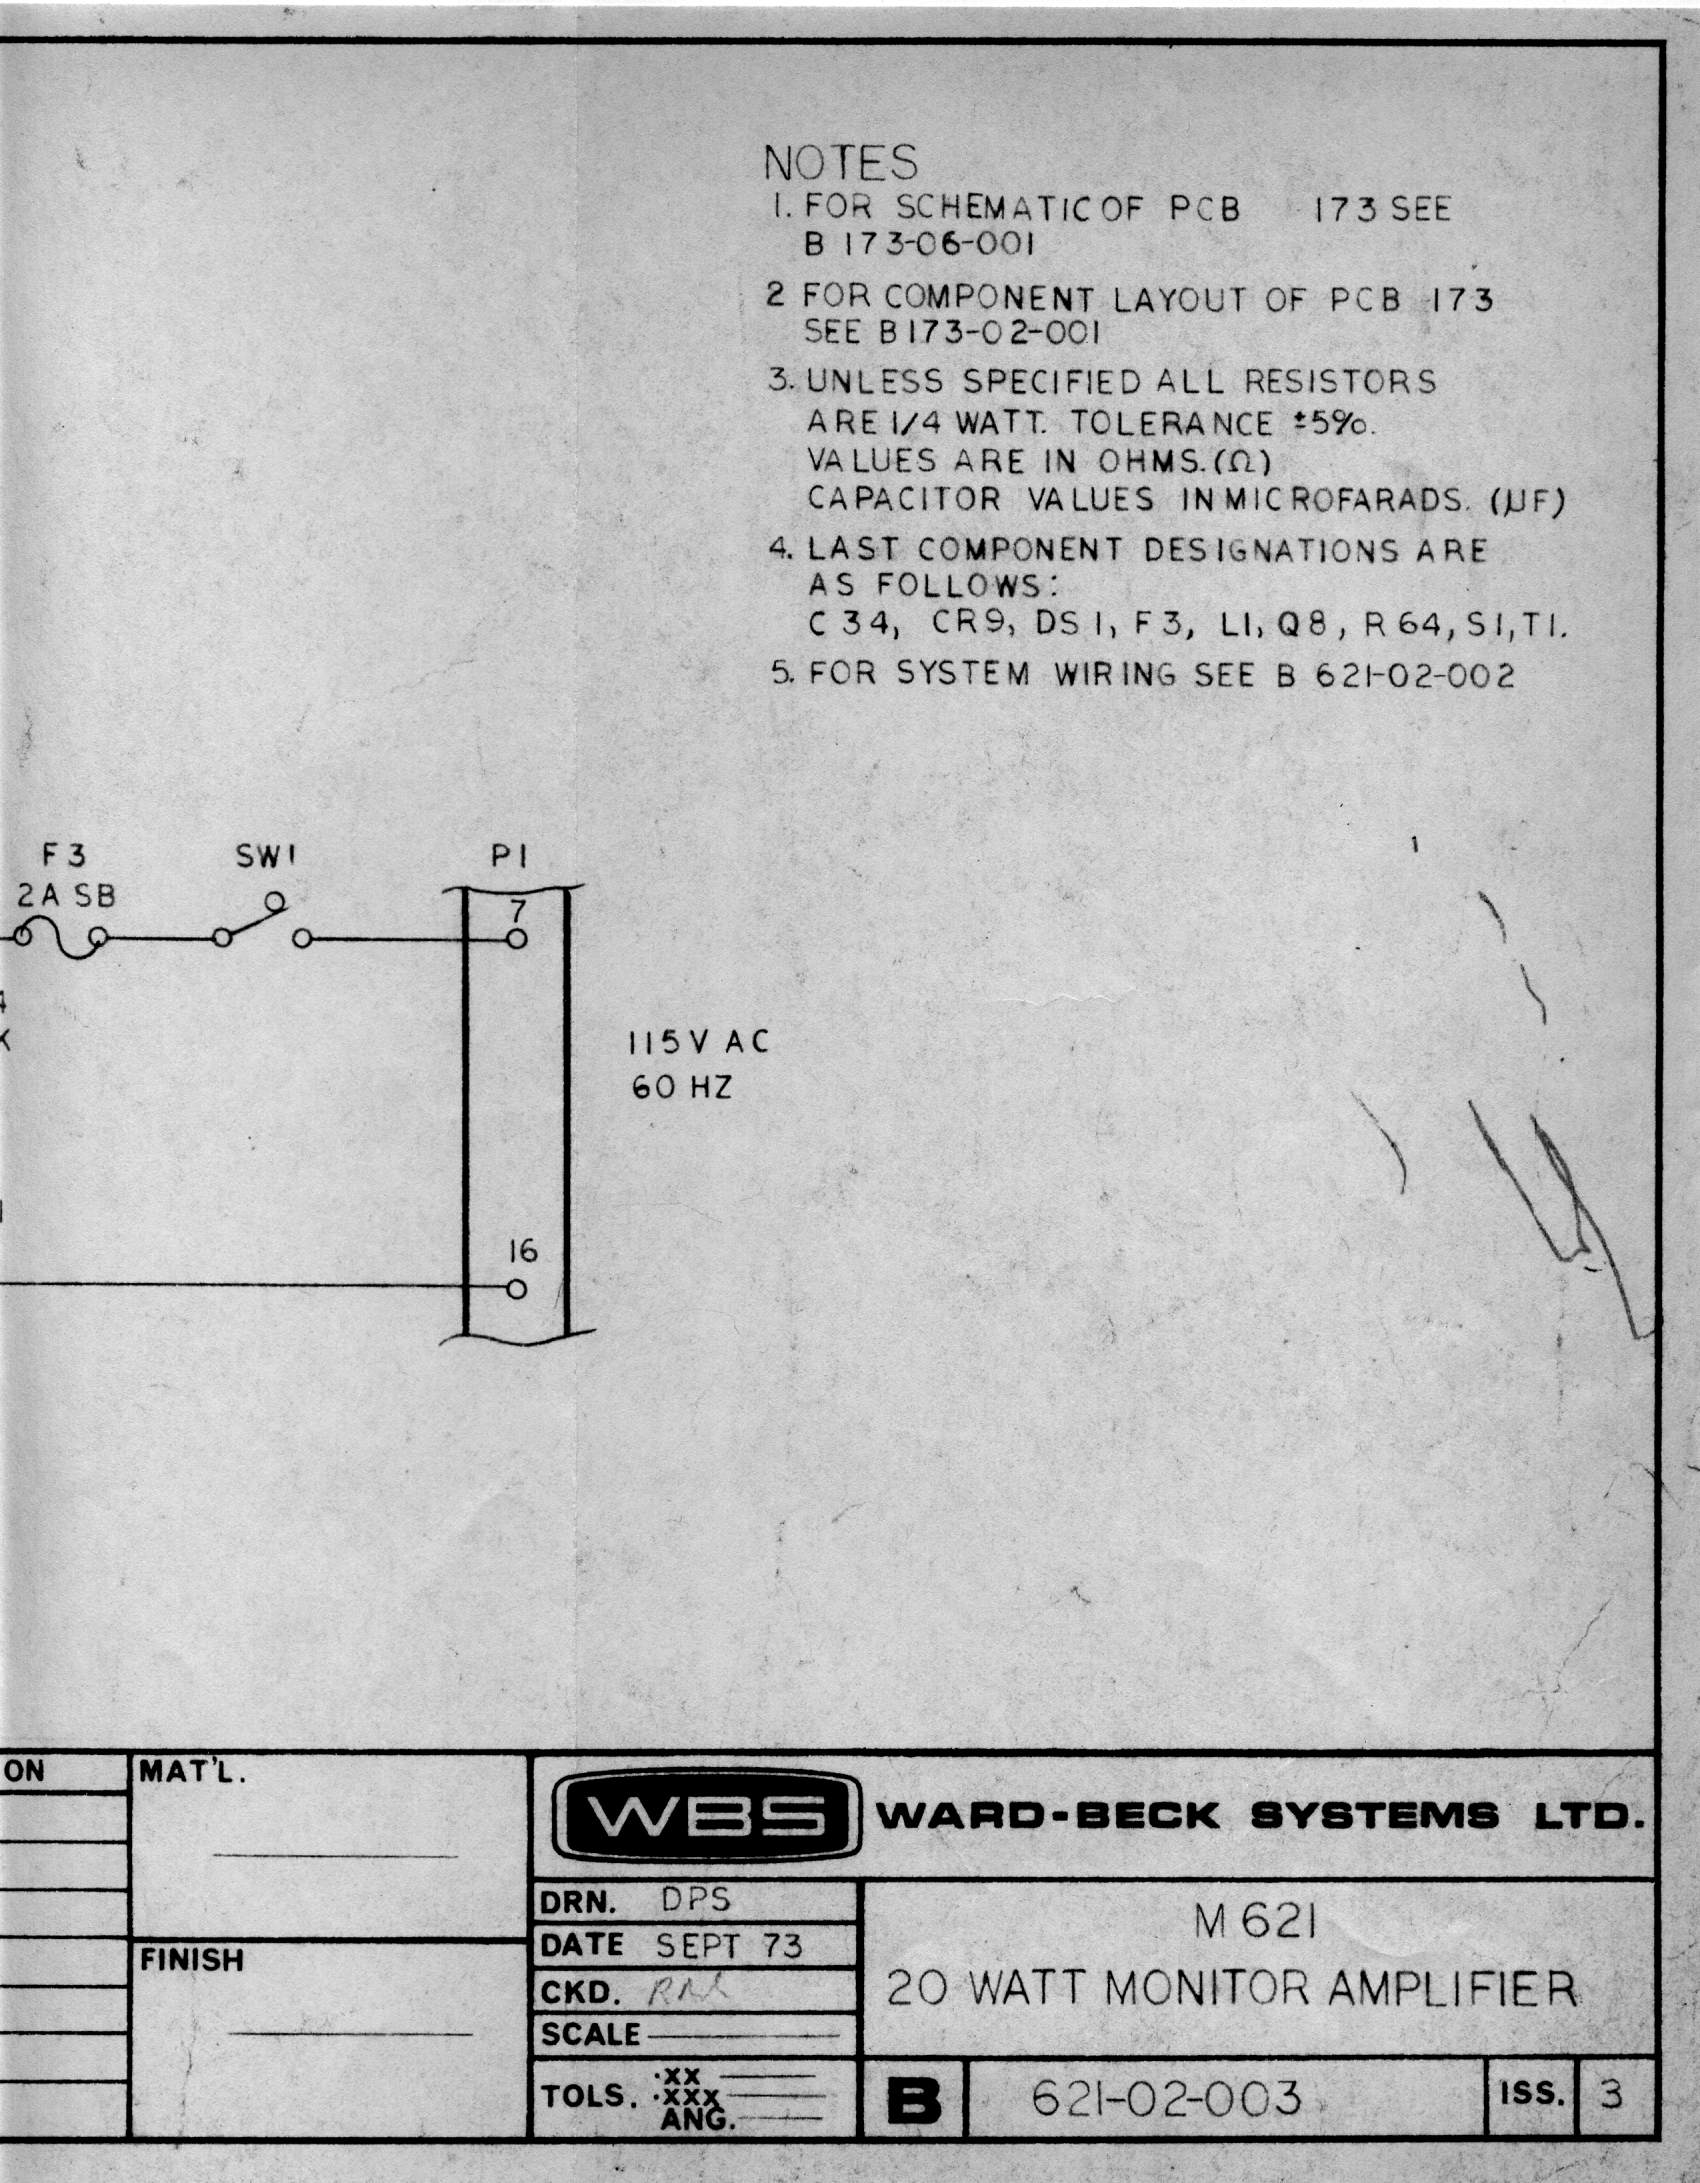 NOTES
1. FOR SCHEMATIC OF PCB 173 SEE
B 173-06-001
2 FOR COMPONENT LAYOUT OF PCB 173
SEE B173-02-001
3. UNLESS SPECIFIED ALL RESISTORS
ARE 1/4 WATT. TOLERANCE ±5%.
VALUES ARE IN OHMS.(Ω)
CAPACITOR VALUES IN MICROFARADS. (µF)
4. LAST COMPONENT DESIGNATIONS ARE
AS FOLLOWS:
C 34, CR9, DS1, F3, L1, Q8, R64, S1, T1.
5. FOR SYSTEM WIRING SEE B 621-02-002
F3 SW1 P1
2A SB
7
115V AC
60 HZ
16
ON
MAT'L.
WBS WARD-BECK SYSTEMS LTD.
DRN. DPS
DATE SEPT 73
CKD.
SCALE
TOLS. .XX
.XXX
ANG.
FINISH
M 621
20 WATT MONITOR AMPLIFIER
B 621-02-003 ISS. 3